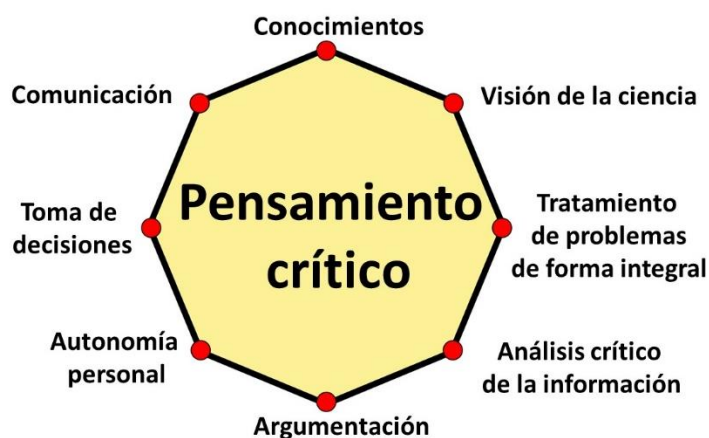 Conocimientos
Comunicación
Visión de la ciencia
Pensamiento
crítico
Toma de
decisiones
Tratamiento
de problemas
de forma integral
Autonomía
personal
Análisis crítico
de la información
Argumentación